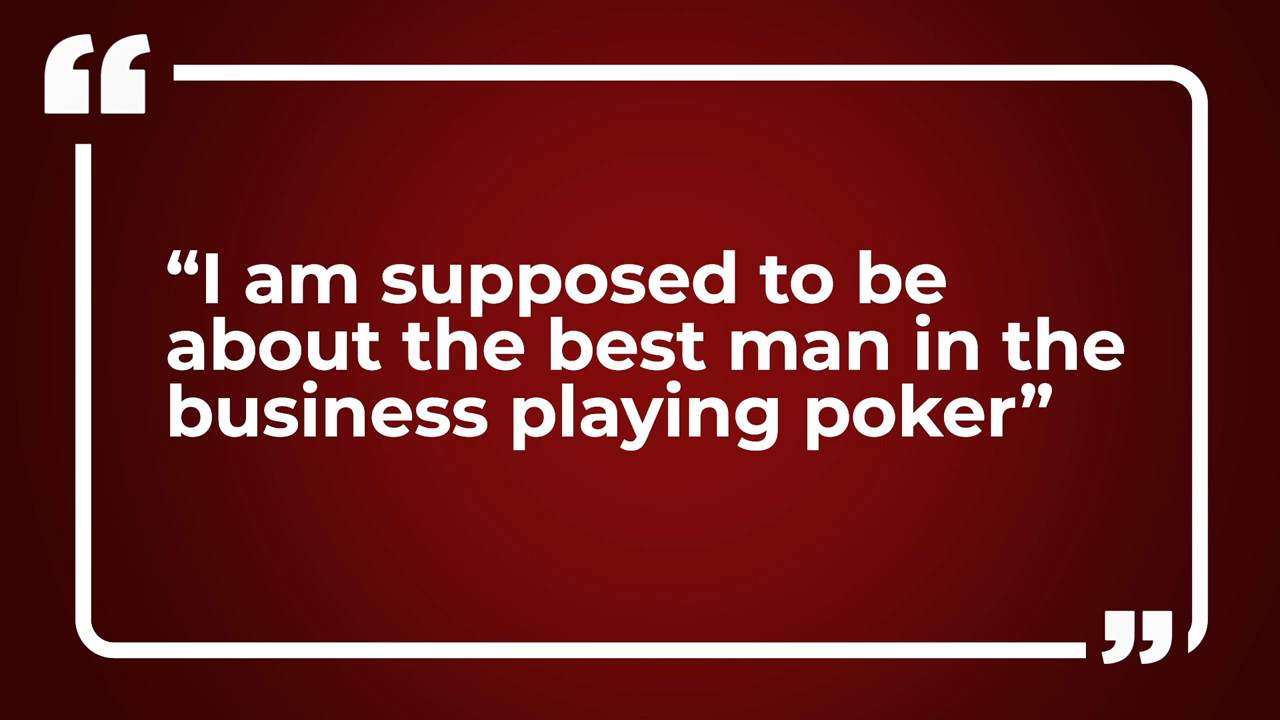 “I am supposed to be
about the best man in the
business playing poker”